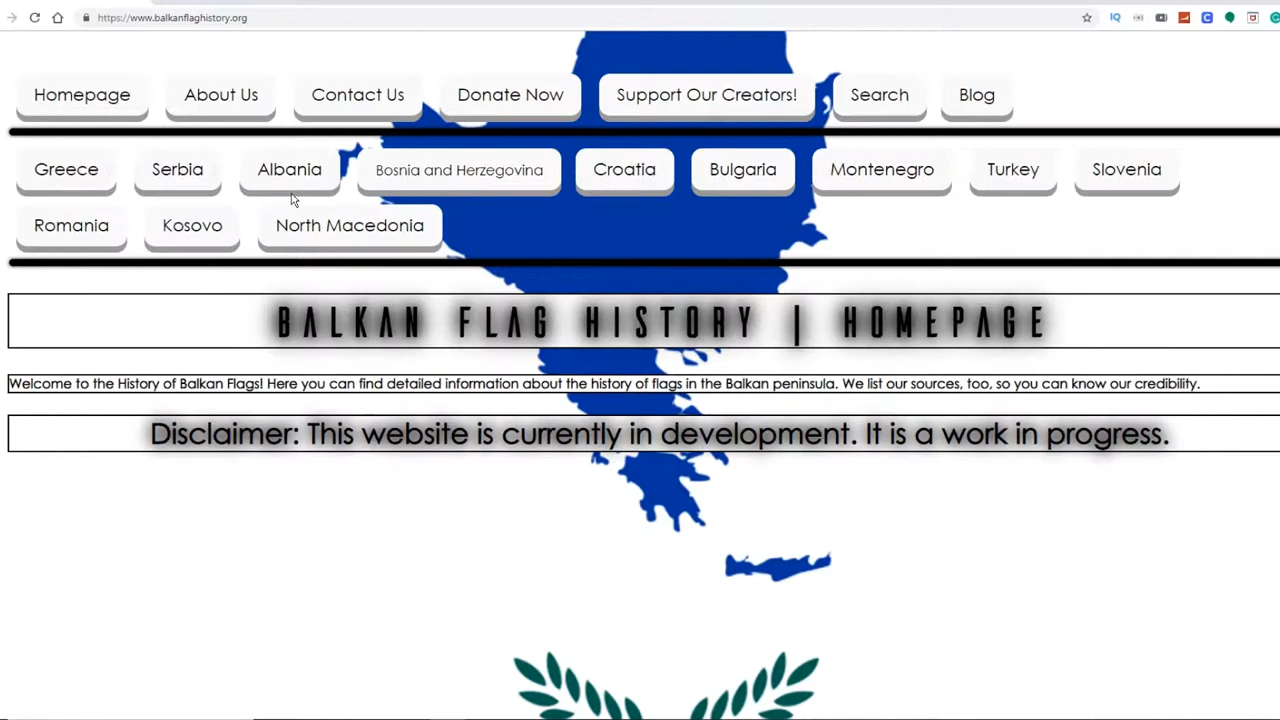 https://www.balkanflaghistory.org
IQ
Homepage About Us Contact Us Donate Now Support Our Creators! Search Blog
Greece Serbia Albania Bosnia and Herzegovina Croatia Bulgaria Montenegro Turkey Slovenia
Romania Kosovo North Macedonia
BALKAN FLAG HISTORY | HOMEPAGE
Welcome to the History of Balkan Flags! Here you can find detailed information about the history of flags in the Balkan peninsula. We list our sources, too, so you can know our credibility.
Disclaimer: This website is currently in development. It is a work in progress.